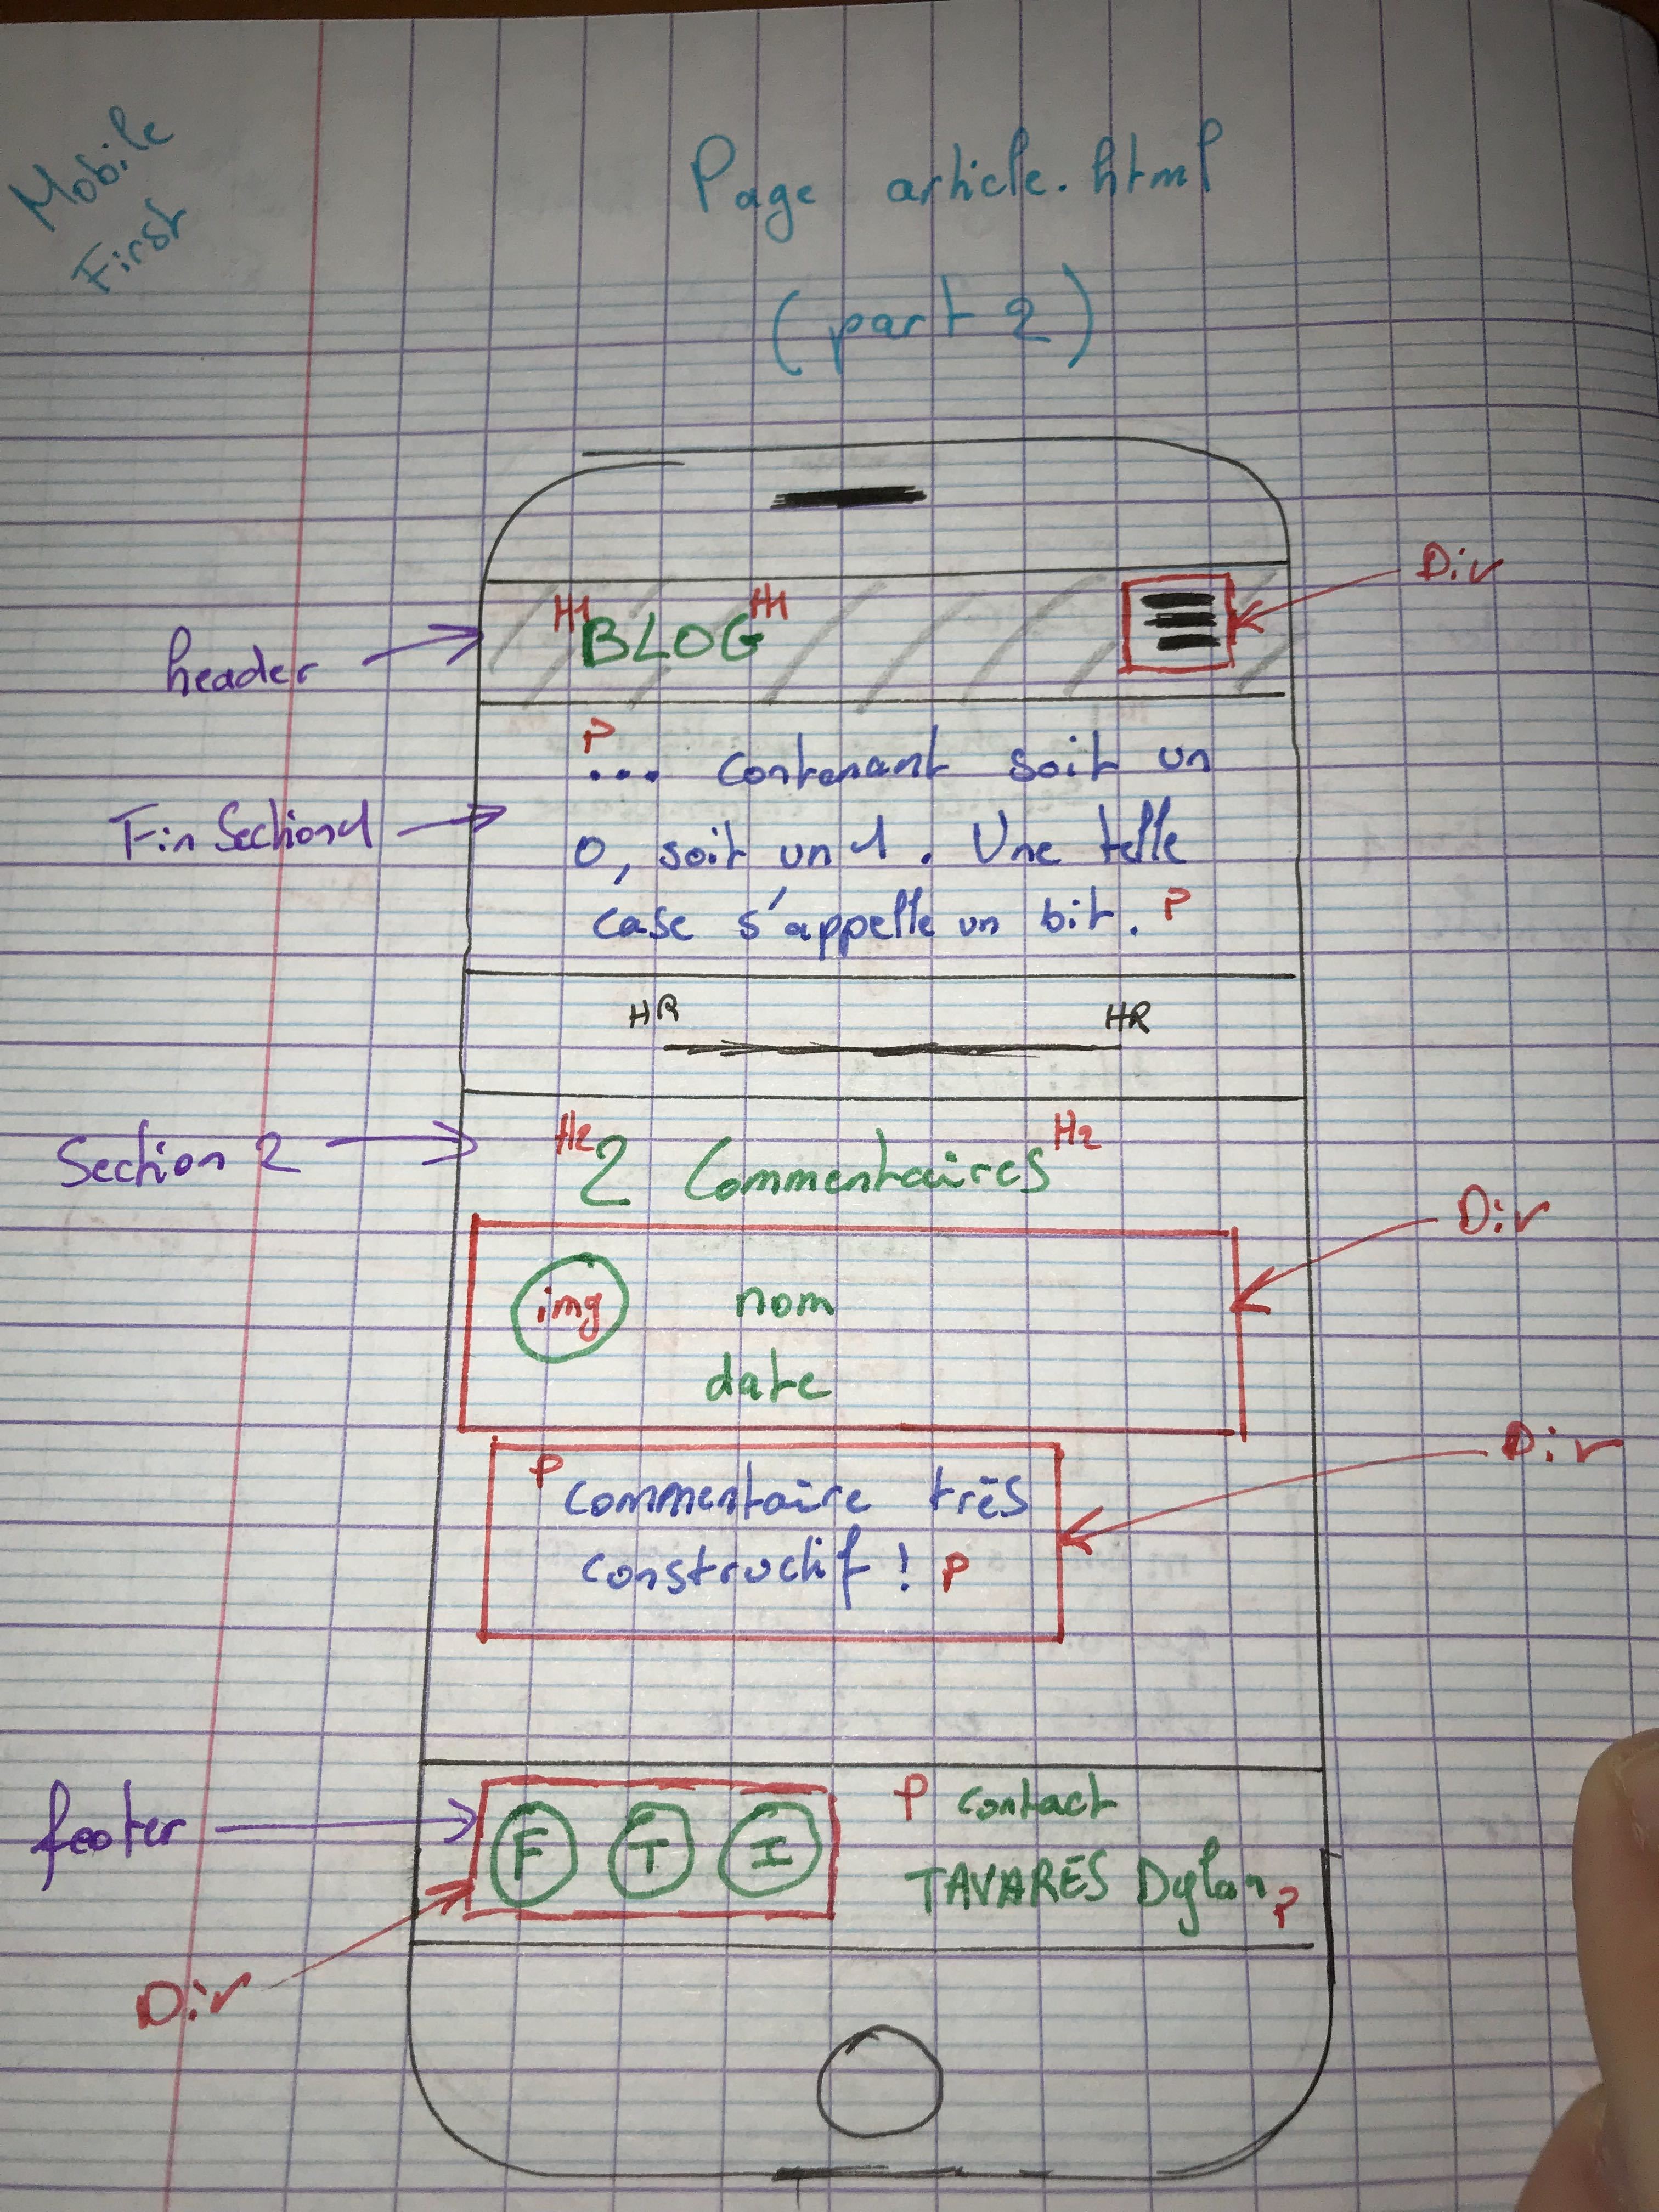 Mobile
First
Page article.html
(part 2)
Div
header
H1 BLOG H1
P
... contenant soit un
Fin Section 1
0, soit un 1. Une telle
case s'appelle un bit. P
HR HR
Section 2
H2 2 Commentaires H2
Div
img nom
date
Div
P Commentaire très
constructif ! P
footer
F T I
P contact
TAVARES Dylan P
Div